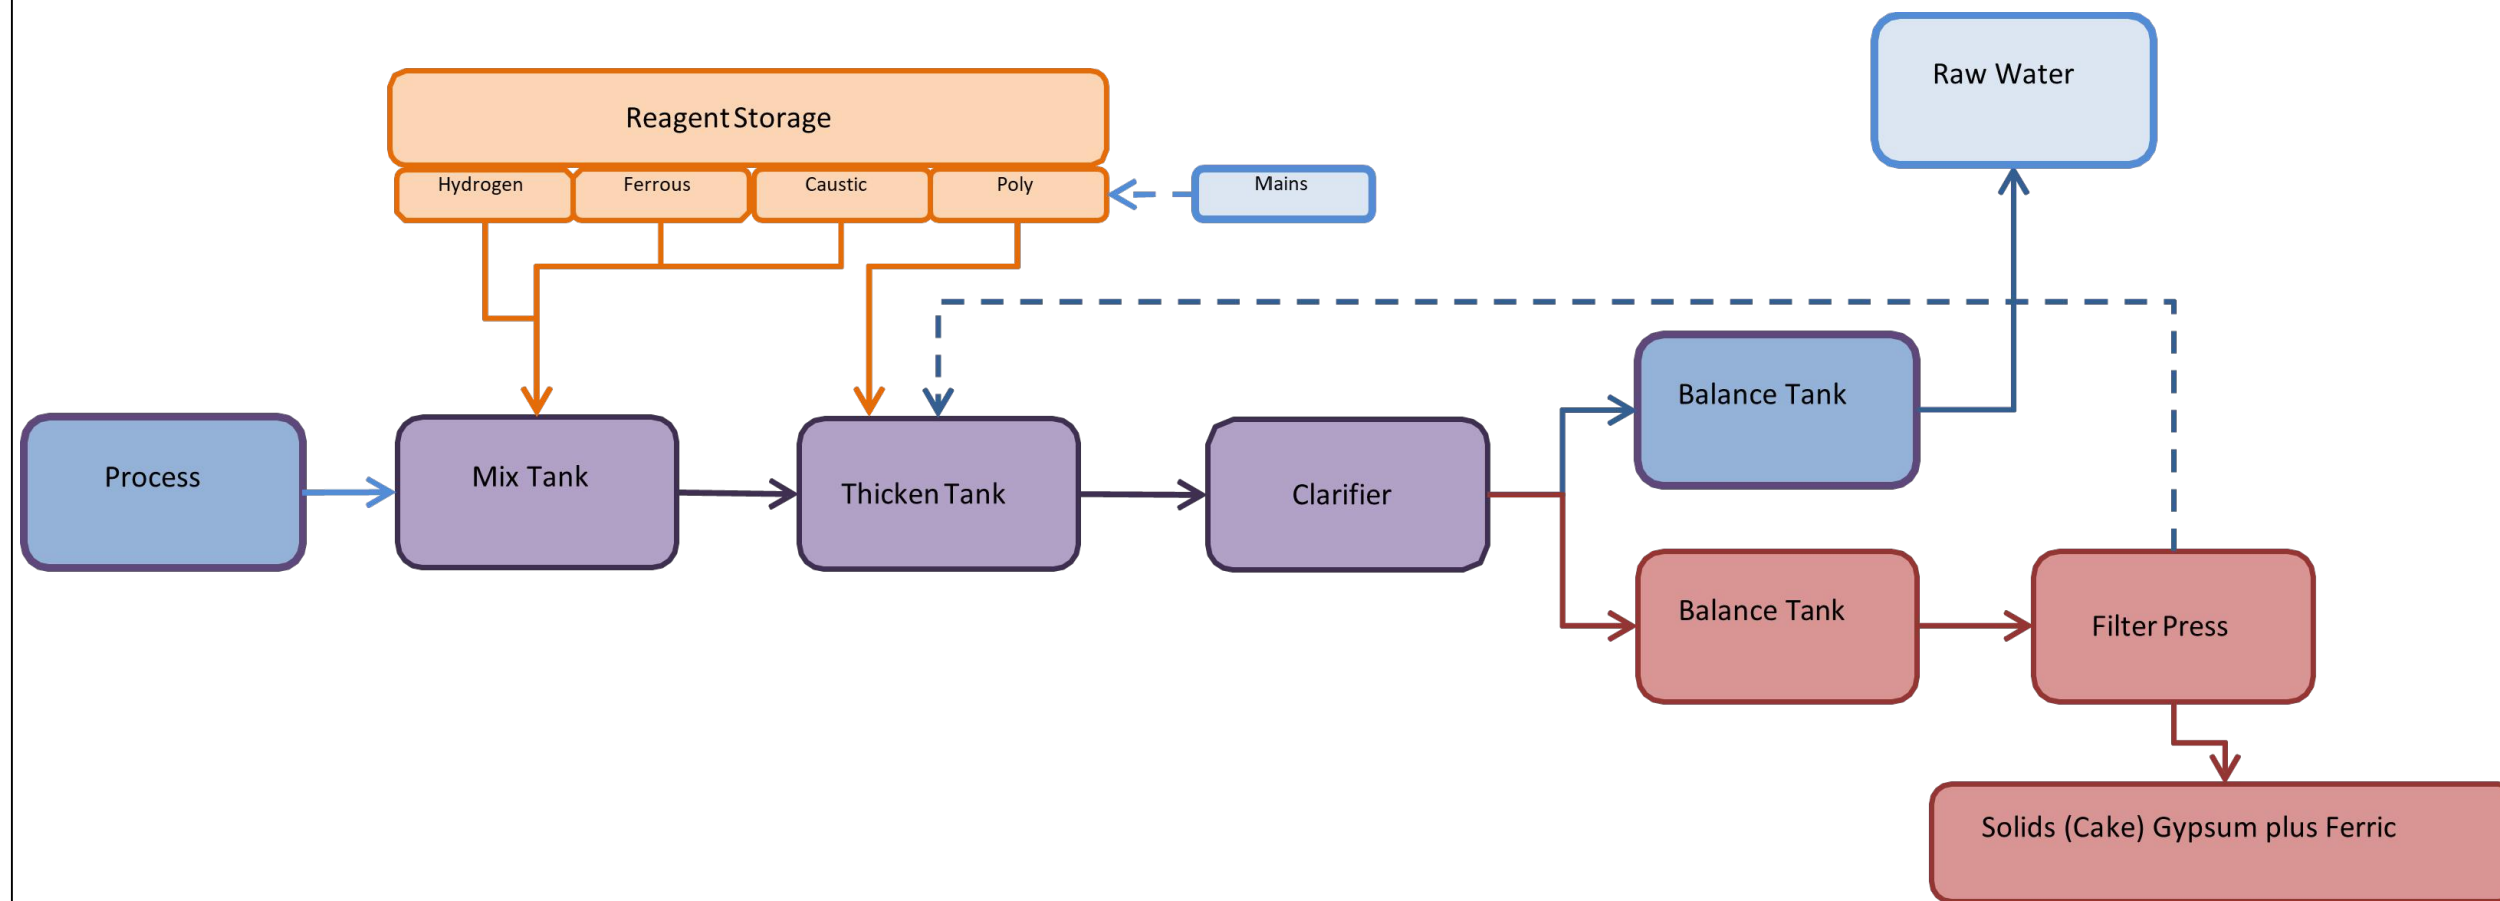 Raw Water
Reagent Storage
Hydrogen
Ferrous
Caustic
Poly
Mains
Process
Mix Tank
Thicken Tank
Clarifier
Balance Tank
Balance Tank
Filter Press
Solids (Cake) Gypsum plus Ferric